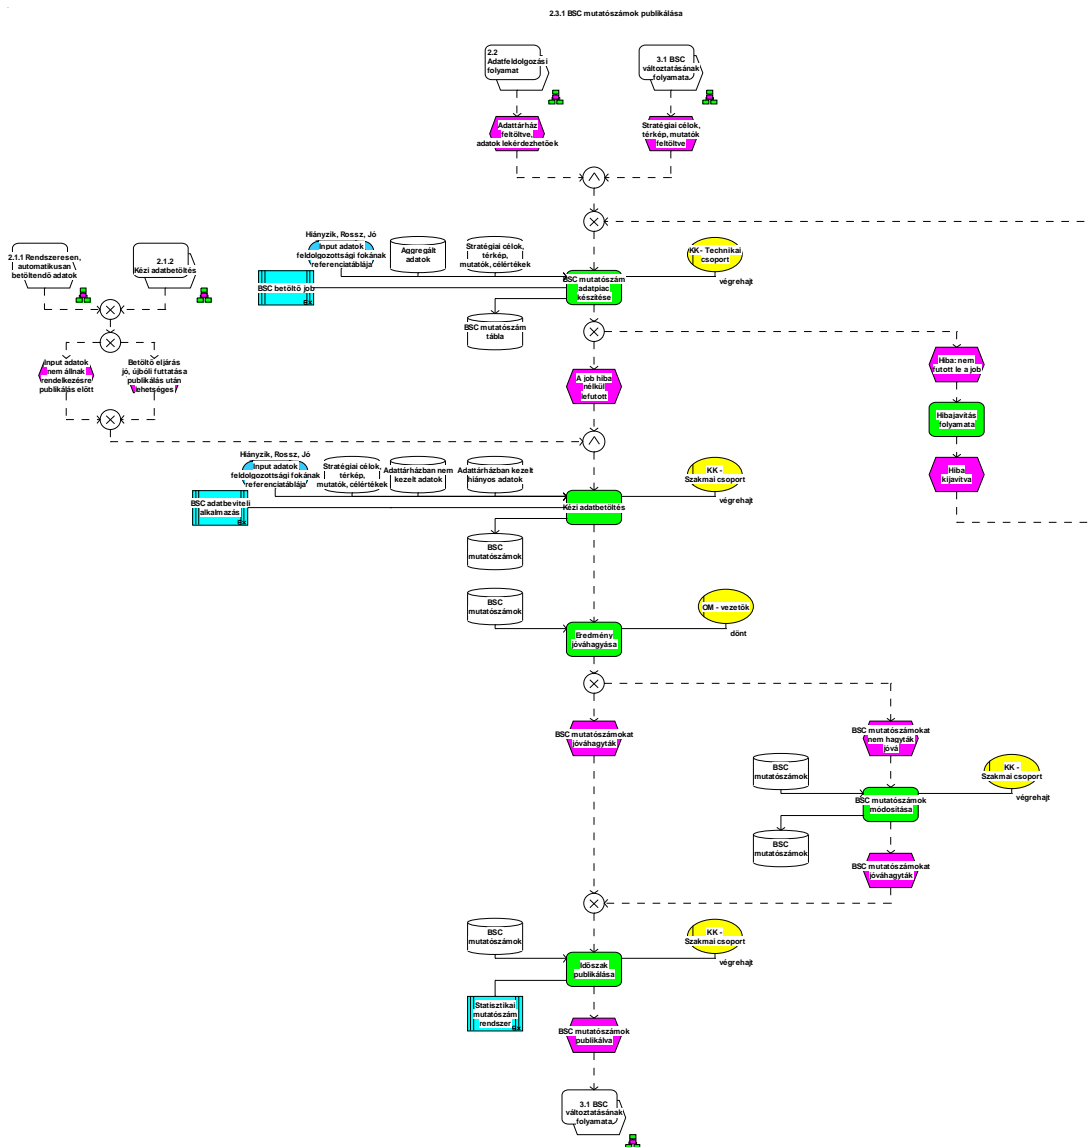 2.3.1 BSC mutatószámok publikálása
2.2
Adatfeldolgozási
folyamat
3.1 BSC
változtatásának
folyamata
Adattárház
feltöltve,
adatok lekérdezhetőek
Stratégiai célok,
térkép, mutatók
feltöltve
2.1.1 Rendszeresen,
automatikusan
betöltendő adatok
2.1.2
Kézi adatbetöltés
Hiányzik, Rossz, Jó
Input adatok
feldolgozottsági fokának
referenciatáblája
Aggregált
adatok
Stratégiai célok,
térkép,
mutatók, célértékek
KK- Technikai
csoport
végrehajt
BSC betöltő job
BSC mutatószám
adatpiac
készítése
BSC mutatószám
tábla
Input adatok
nem állnak
rendelkezésre
publikálás előtt
Betöltő eljárás
jó, újbóli futtatása
publikálás után
lehetséges
A job hiba
nélkül
lefutott
Hiba: nem
futott le a job
Hibajavítás
folyamata
Hiba
kijavítva
Hiányzik, Rossz, Jó
Input adatok
feldolgozottsági fokának
referenciatáblája
Stratégiai célok,
térkép,
mutatók, célértékek
Adattárházban nem
kezelt adatok
Adattárházban kezelt
hiányos adatok
KK -
Szakmai csoport
végrehajt
BSC adatbeviteli
alkalmazás
Kézi adatbetöltés
BSC
mutatószámok
BSC
mutatószámok
OM - vezetők
dönt
Eredmény
jóváhagyása
BSC mutatószámokat
jóváhagyták
BSC mutatószámokat
nem hagyták
jóvá
BSC
mutatószámok
KK -
Szakmai csoport
végrehajt
BSC mutatószámok
módosítása
BSC
mutatószámok
BSC mutatószámokat
jóváhagyták
BSC
mutatószámok
KK -
Szakmai csoport
végrehajt
Időszak
publikálása
Statisztikai
mutatószám
rendszer
BSC mutatószámok
publikálva
3.1 BSC
változtatásának
folyamata